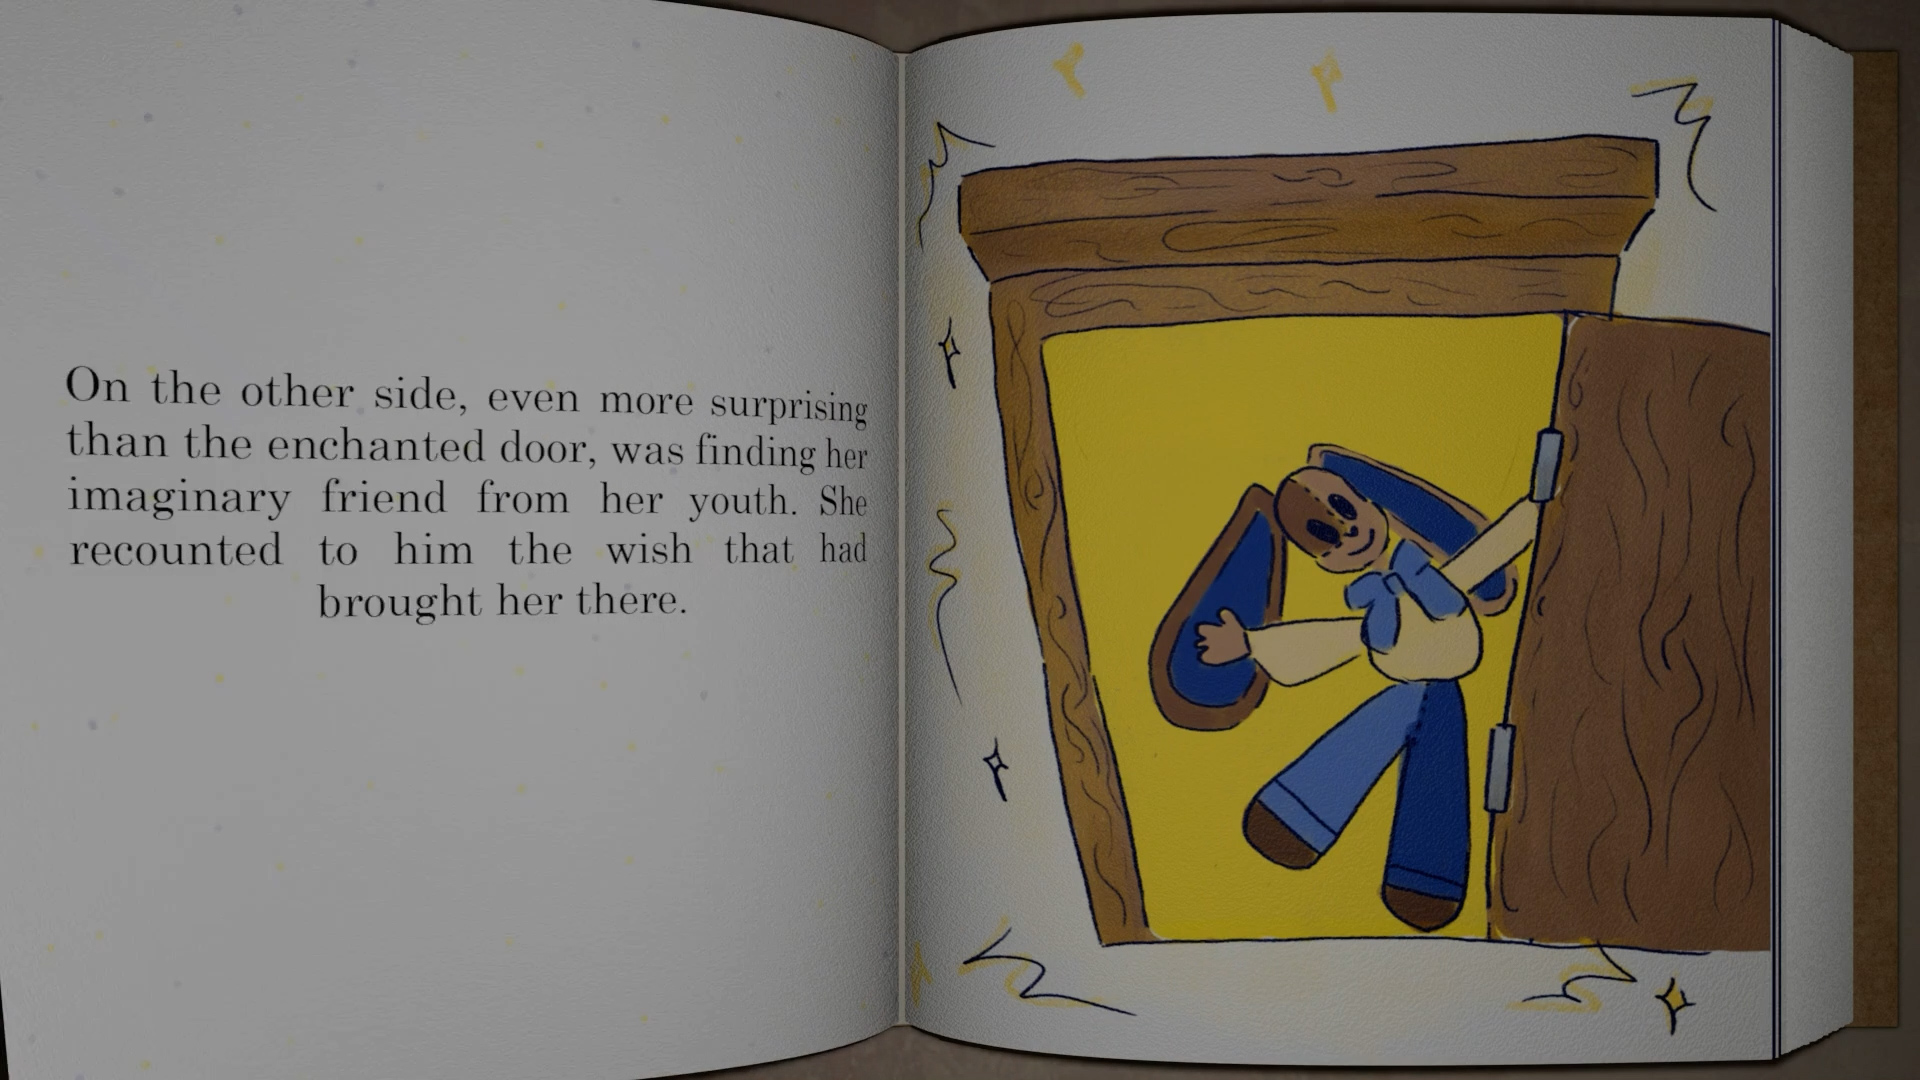 On the other side, even more surprising
than the enchanted door, was finding her
imaginary friend from her youth. She
recounted to him the wish that had
brought her there.